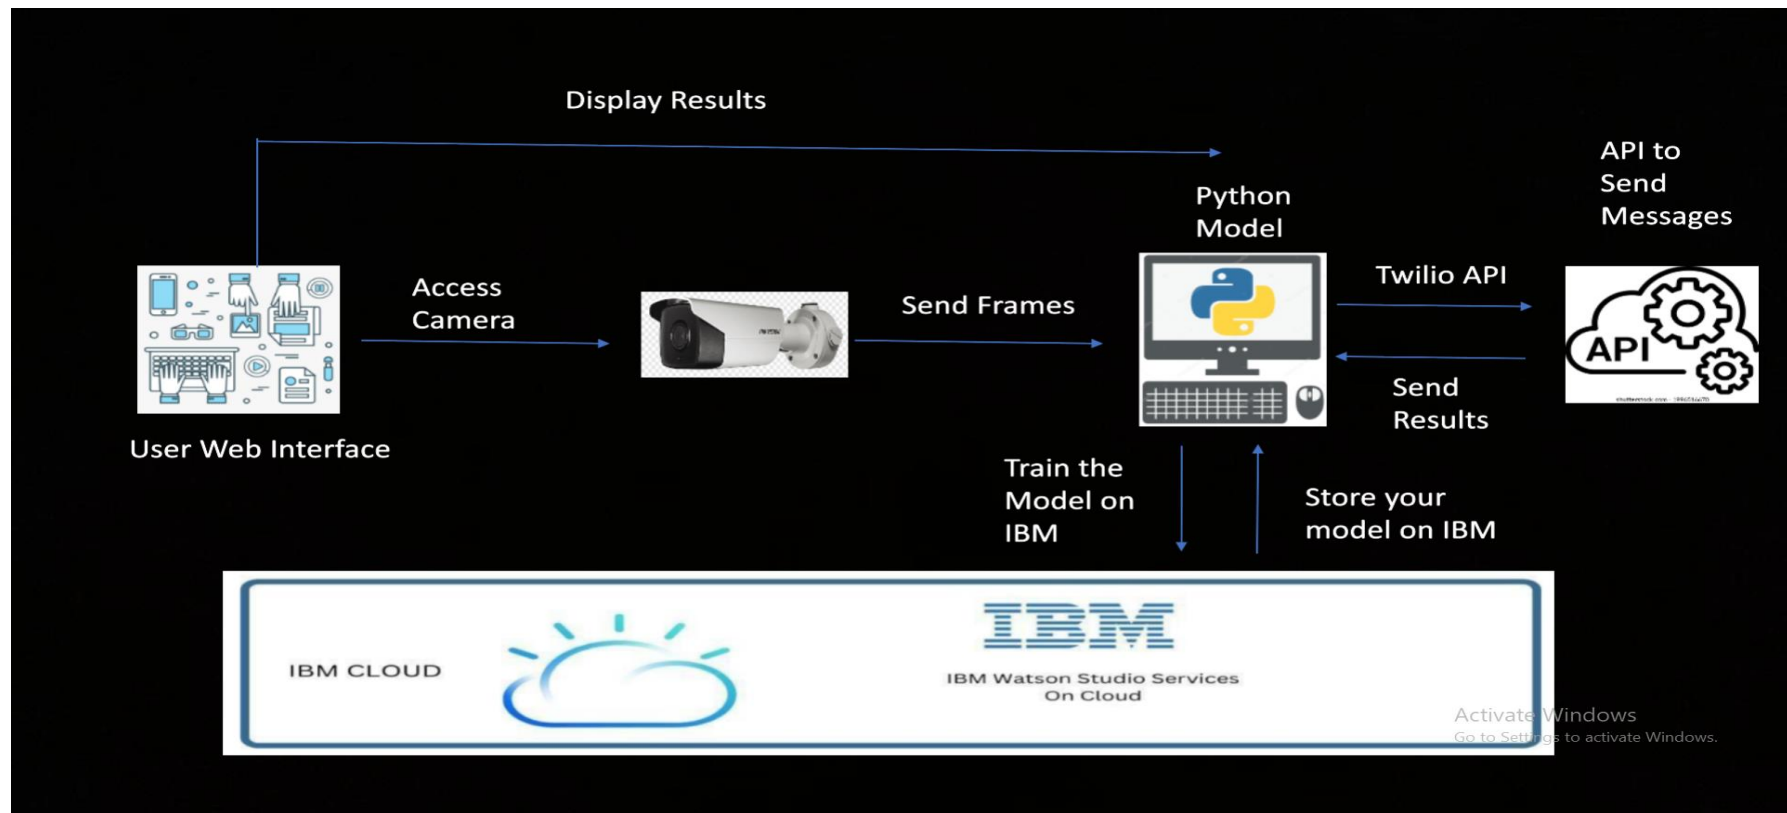 Display Results
API to
Send
Messages
Python
Model
Access
Camera
Send Frames
Twilio API
API
Send
Results
User Web Interface
Train the
Model on
IBM
Store your
model on IBM
IBM CLOUD
IBM
IBM Watson Studio Services
On Cloud
Activate Windows
Go to Settings to activate Windows.